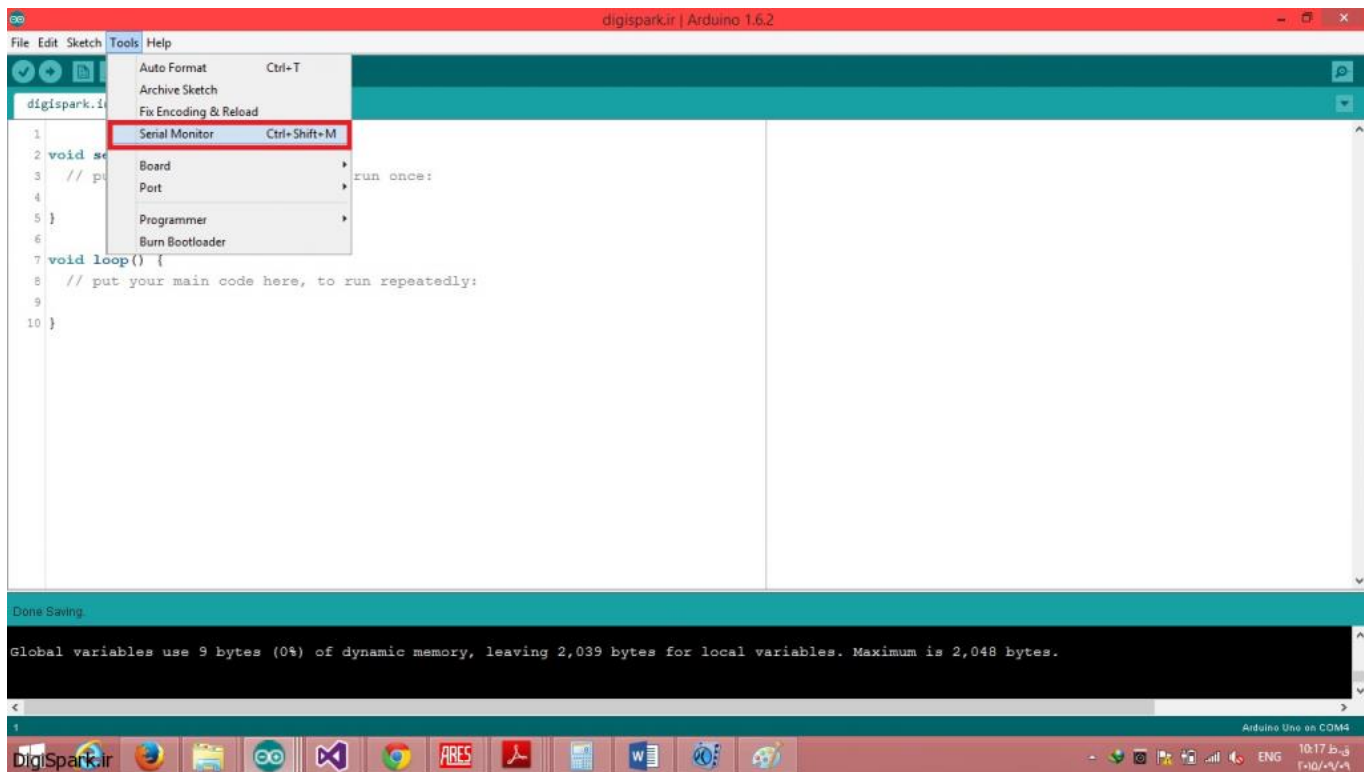 digispark.ir | Arduino 1.6.2
File Edit Sketch Tools Help
Auto Format Ctrl+T
Archive Sketch
digispark.i
Fix Encoding & Reload
Serial Monitor Ctrl+Shift+M
Board
Port
Programmer
Burn Bootloader
1
2 void se
3 // pu run once:
4
5 }
6
7 void loop() {
8 // put your main code here, to run repeatedly:
9
10 }
Done Saving.
Global variables use 9 bytes (0%) of dynamic memory, leaving 2,039 bytes for local variables. Maximum is 2,048 bytes.
1 Arduino Uno on COM4
DigiSpark.ir
ARES
ENG
10:17 ق.ظ
۲۰۱۵/۰۹/۰۹